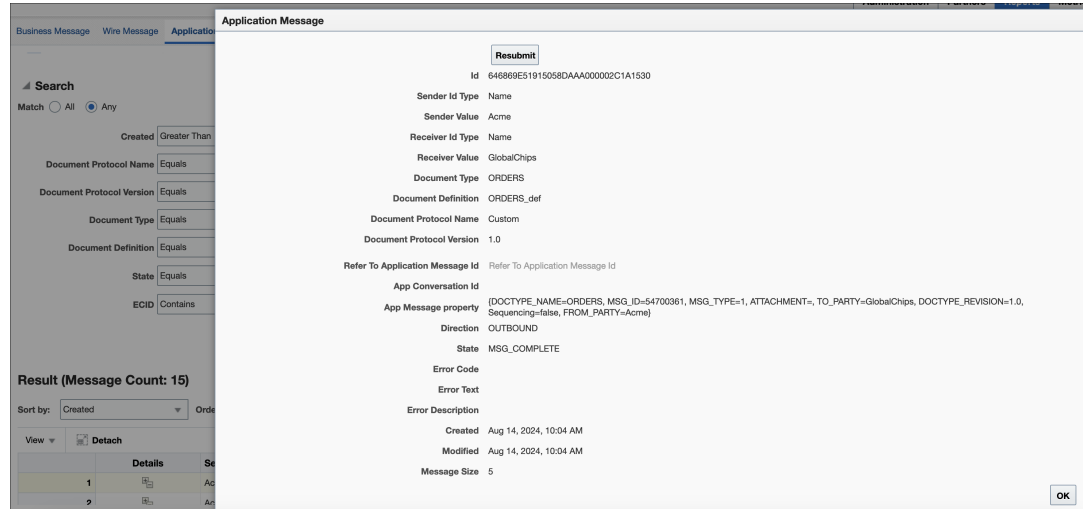 Administration Partners Reports
Business Message Wire Message Application
Application Message
Resubmit
Id 646869E51915058DAAA000002C1A1530
Sender Id Type Name
Sender Value Acme
Receiver Id Type Name
Receiver Value GlobalChips
Document Type ORDERS
Document Definition ORDERS_def
Document Protocol Name Custom
Document Protocol Version 1.0
Refer To Application Message Id Refer To Application Message Id
App Conversation Id
App Message property {DOCTYPE_NAME=ORDERS, MSG_ID=54700361, MSG_TYPE=1, ATTACHMENT=, TO_PARTY=GlobalChips, DOCTYPE_REVISION=1.0,
Sequencing=false, FROM_PARTY=Acme}
Direction OUTBOUND
State MSG_COMPLETE
Error Code
Error Text
Error Description
Created Aug 14, 2024, 10:04 AM
Modified Aug 14, 2024, 10:04 AM
Message Size 5
OK
Search
Match All Any
Created Greater Than
Document Protocol Name Equals
Document Protocol Version Equals
Document Type Equals
Document Definition Equals
State Equals
ECID Contains
Result (Message Count: 15)
Sort by: Created Orde
View Detach
Details Se
1 Ac
2 Ac